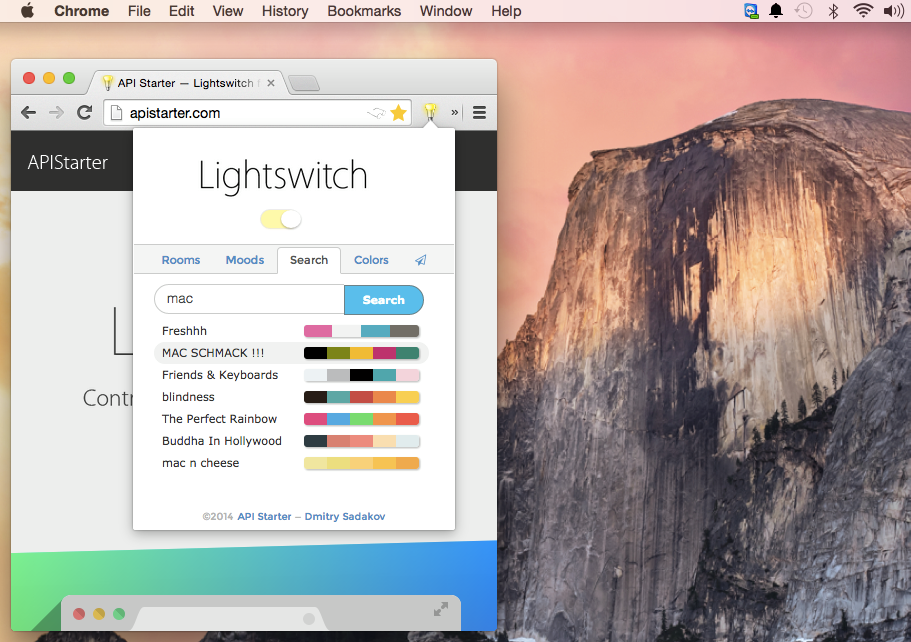 Chrome File Edit View History Bookmarks Window Help
API Starter — Lightswitch
apistarter.com
»
APIStarter
Lightswitch
Rooms Moods Search Colors
mac Search
Freshhh
MAC SCHMACK !!!
Friends & Keyboards
blindness
The Perfect Rainbow
Buddha In Hollywood
mac n cheese
L
Contr
©2014 API Starter — Dmitry Sadakov